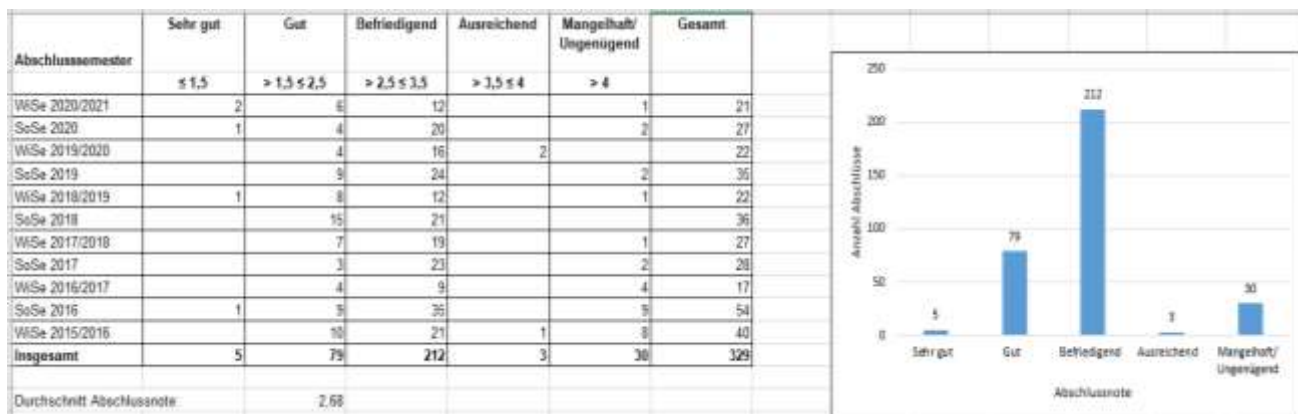 Abschlusssemester Sehr gut Gut Befriedigend Ausreichend Mangelhaft/ Ungenügend Gesamt
≤ 1,5 > 1,5 ≤ 2,5 > 2,5 ≤ 3,5 > 3,5 ≤ 4 > 4
WiSe 2020/2021 2 6 12 1 21
SoSe 2020 1 4 20 2 27
WiSe 2019/2020 4 16 2 22
SoSe 2019 9 24 2 35
WiSe 2018/2019 1 8 12 1 22
SoSe 2018 15 21 36
WiSe 2017/2018 7 19 1 27
SoSe 2017 3 23 2 28
WiSe 2016/2017 4 9 4 17
SoSe 2016 1 9 35 9 54
WiSe 2015/2016 10 21 1 8 40
Insgesamt 5 79 212 3 30 329
Durchschnitt Abschlussnote: 2,68
Anzahl Abschlüsse
250
200
150
100
50
0
5 79 212 3 30
Sehr gut Gut Befriedigend Ausreichend Mangelhaft/
Ungenügend
Abschlussnote